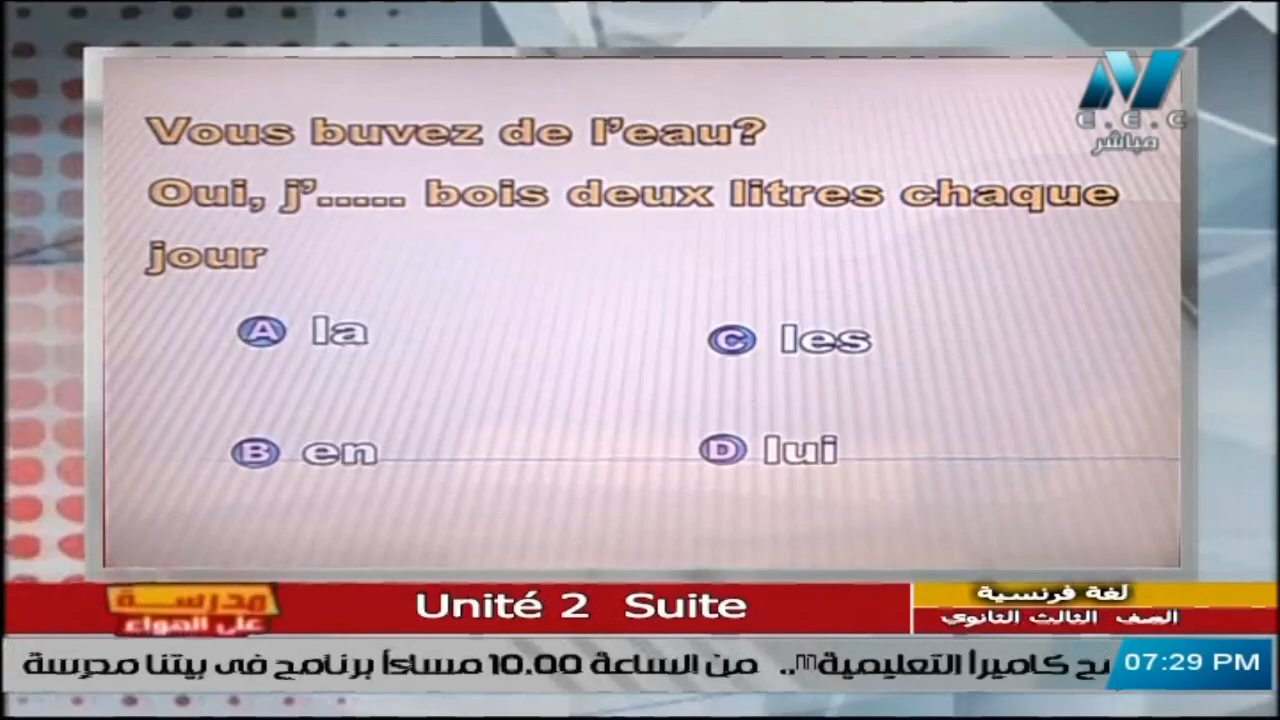 Vous buvez de l'eau?
Oui, j'..... bois deux litres chaque
jour
A la
C les
B en
D lui
E.E.C
مباشر
مدرسة
على الهواء
Unité 2 Suite
لغة فرنسية
الصف الثالث الثانوي
كاميرا التعليمية".. من الساعة 10.00 مساءاً برنامج فى بيتنا مدرسة
07:29 PM